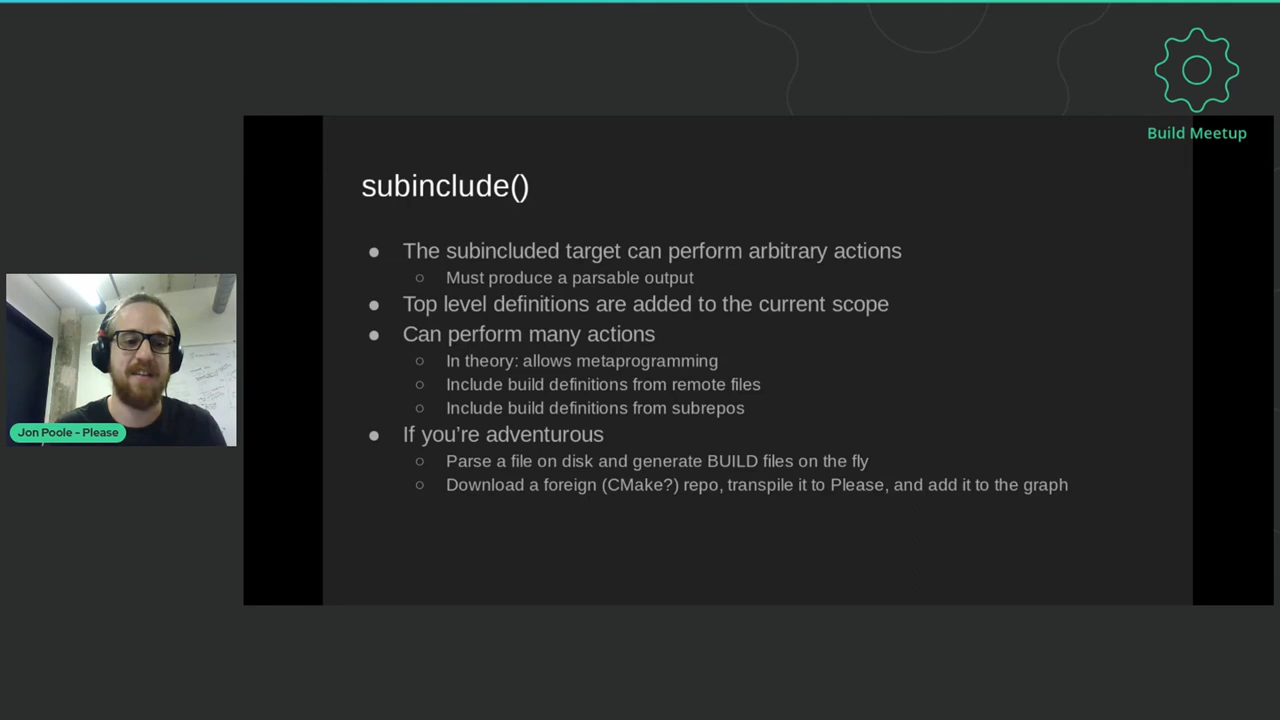 Build Meetup
subinclude()
● The subincluded target can perform arbitrary actions
○ Must produce a parsable output
● Top level definitions are added to the current scope
● Can perform many actions
○ In theory: allows metaprogramming
○ Include build definitions from remote files
○ Include build definitions from subrepos
● If you’re adventurous
○ Parse a file on disk and generate BUILD files on the fly
○ Download a foreign (CMake?) repo, transpile it to Please, and add it to the graph
Jon Poole - Please